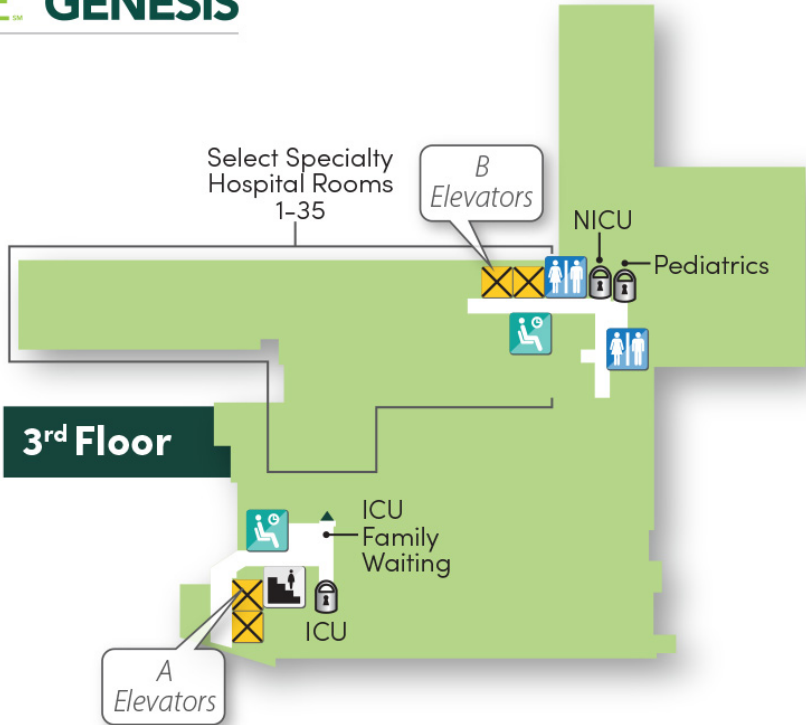 GENESIS
Select Specialty
Hospital Rooms
1-35
B
Elevators
NICU
Pediatrics
3rd Floor
ICU
Family
Waiting
ICU
A
Elevators